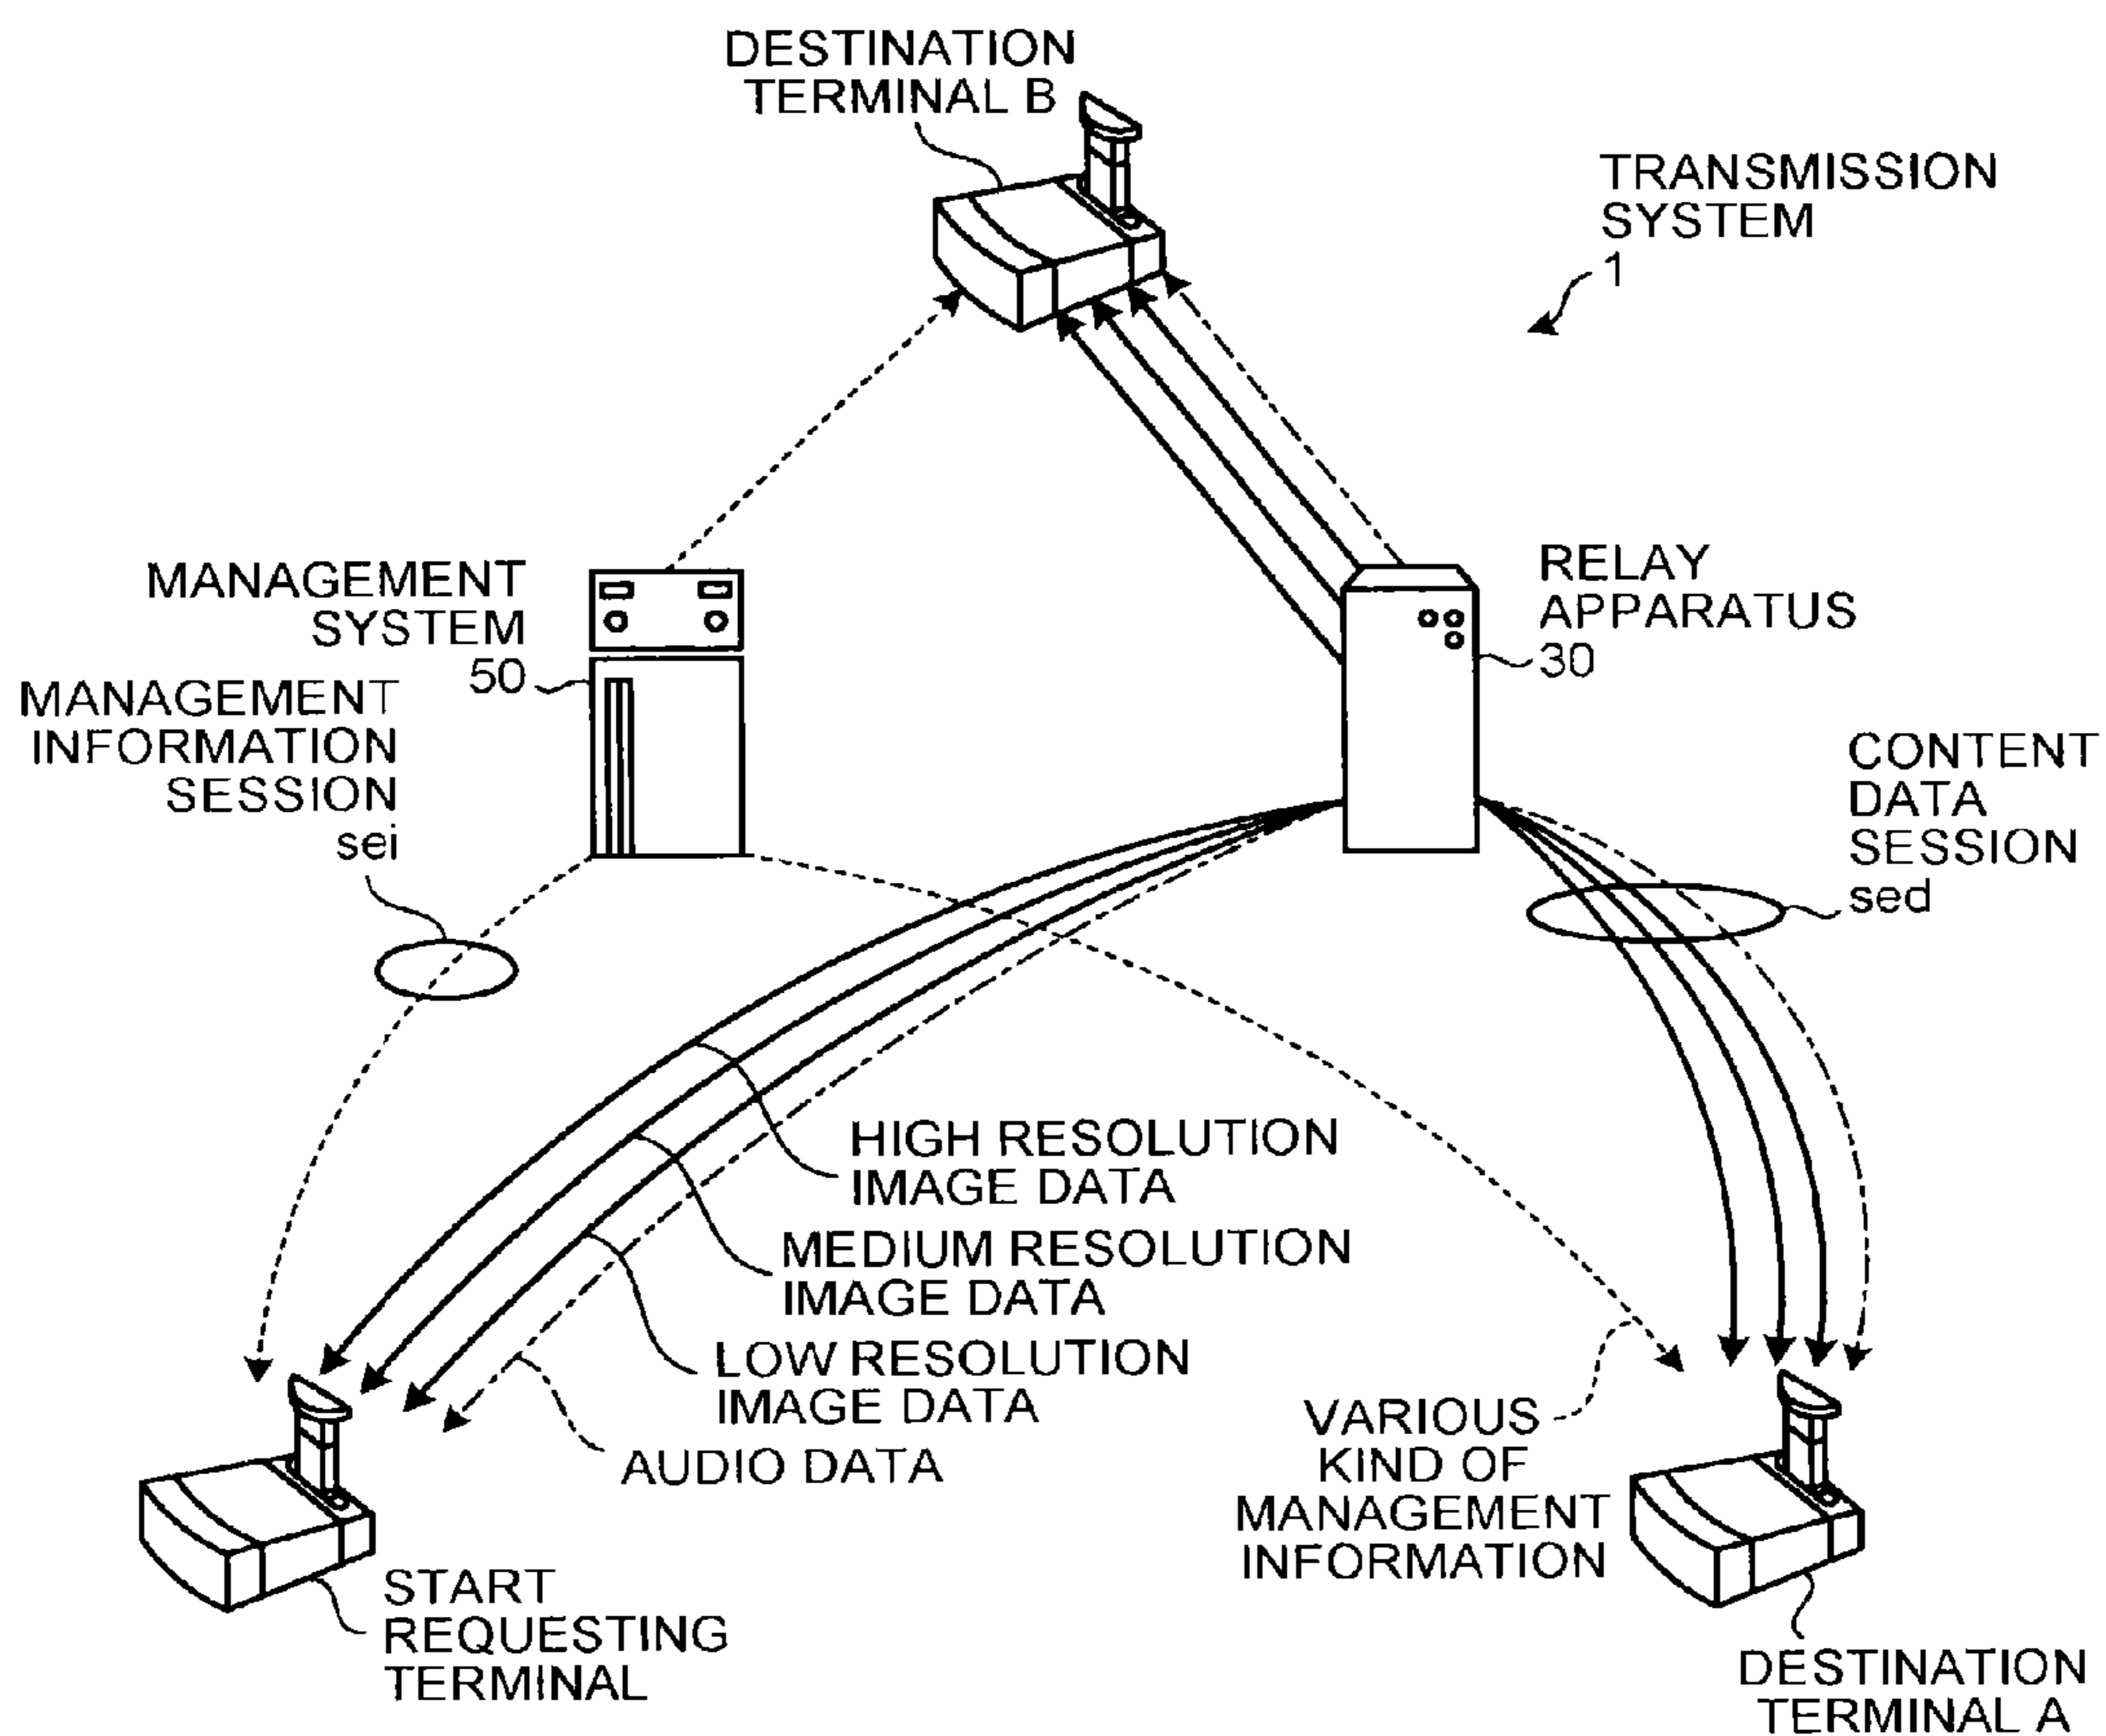 DESTINATION
TERMINAL B
TRANSMISSION
SYSTEM
1
MANAGEMENT
SYSTEM
50
RELAY
APPARATUS
30
MANAGEMENT
INFORMATION
SESSION
sei
CONTENT
DATA
SESSION
sed
HIGH RESOLUTION
IMAGE DATA
MEDIUM RESOLUTION
IMAGE DATA
LOW RESOLUTION
IMAGE DATA
AUDIO DATA
VARIOUS
KIND OF
MANAGEMENT
INFORMATION
START
REQUESTING
TERMINAL
DESTINATION
TERMINAL A